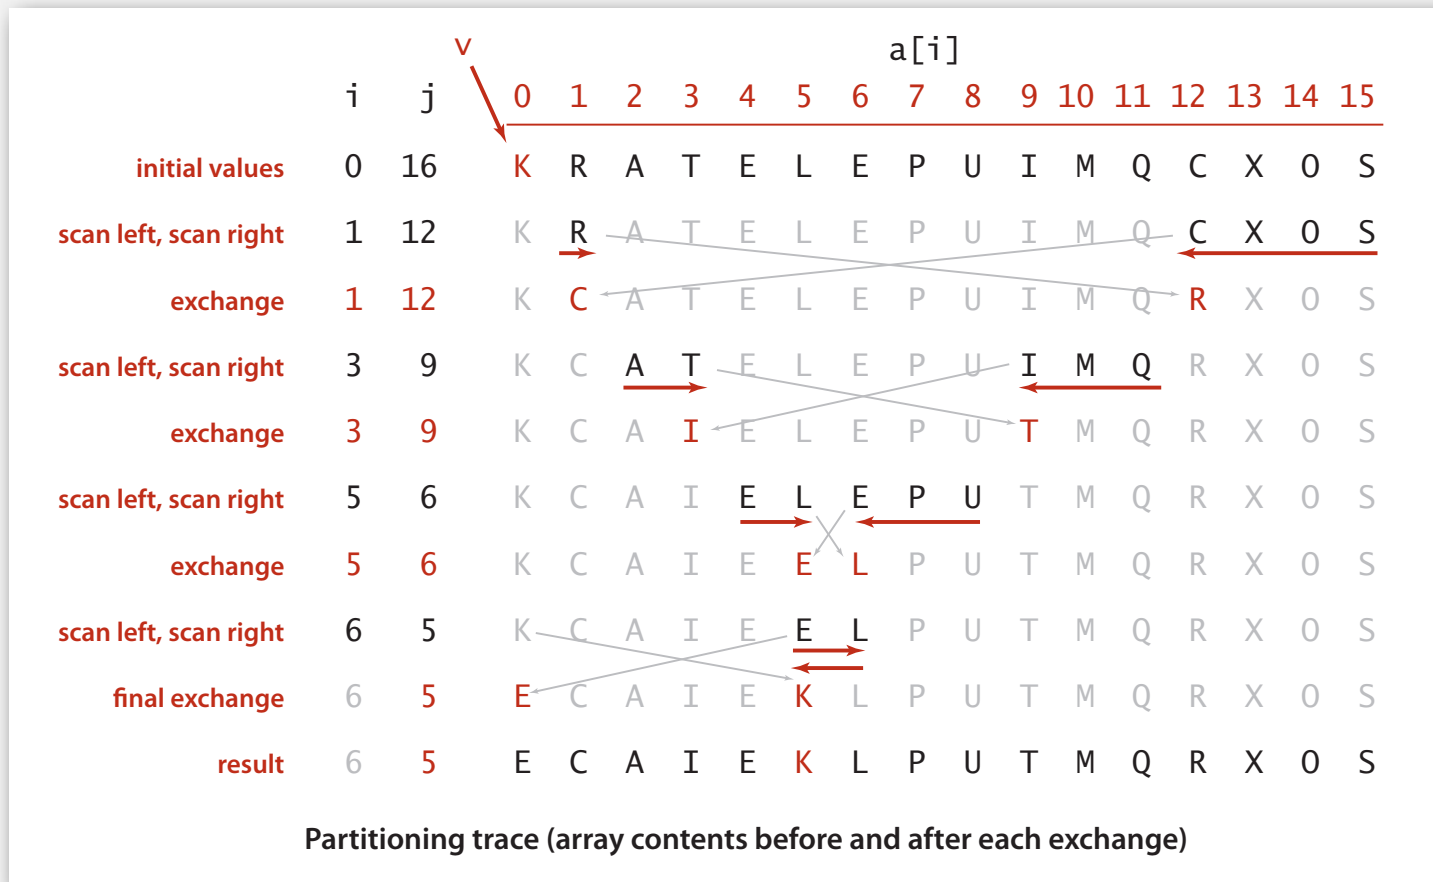 v a[i]
i j 0 1 2 3 4 5 6 7 8 9 10 11 12 13 14 15
initial values 0 16 K R A T E L E P U I M Q C X O S
scan left, scan right 1 12 K R A T E L E P U I M Q C X O S
exchange 1 12 K C A T E L E P U I M Q R X O S
scan left, scan right 3 9 K C A T E L E P U I M Q R X O S
exchange 3 9 K C A I E L E P U T M Q R X O S
scan left, scan right 5 6 K C A I E L E P U T M Q R X O S
exchange 5 6 K C A I E E L P U T M Q R X O S
scan left, scan right 6 5 K C A I E E L P U T M Q R X O S
final exchange 6 5 E C A I E K L P U T M Q R X O S
result 6 5 E C A I E K L P U T M Q R X O S
Partitioning trace (array contents before and after each exchange)